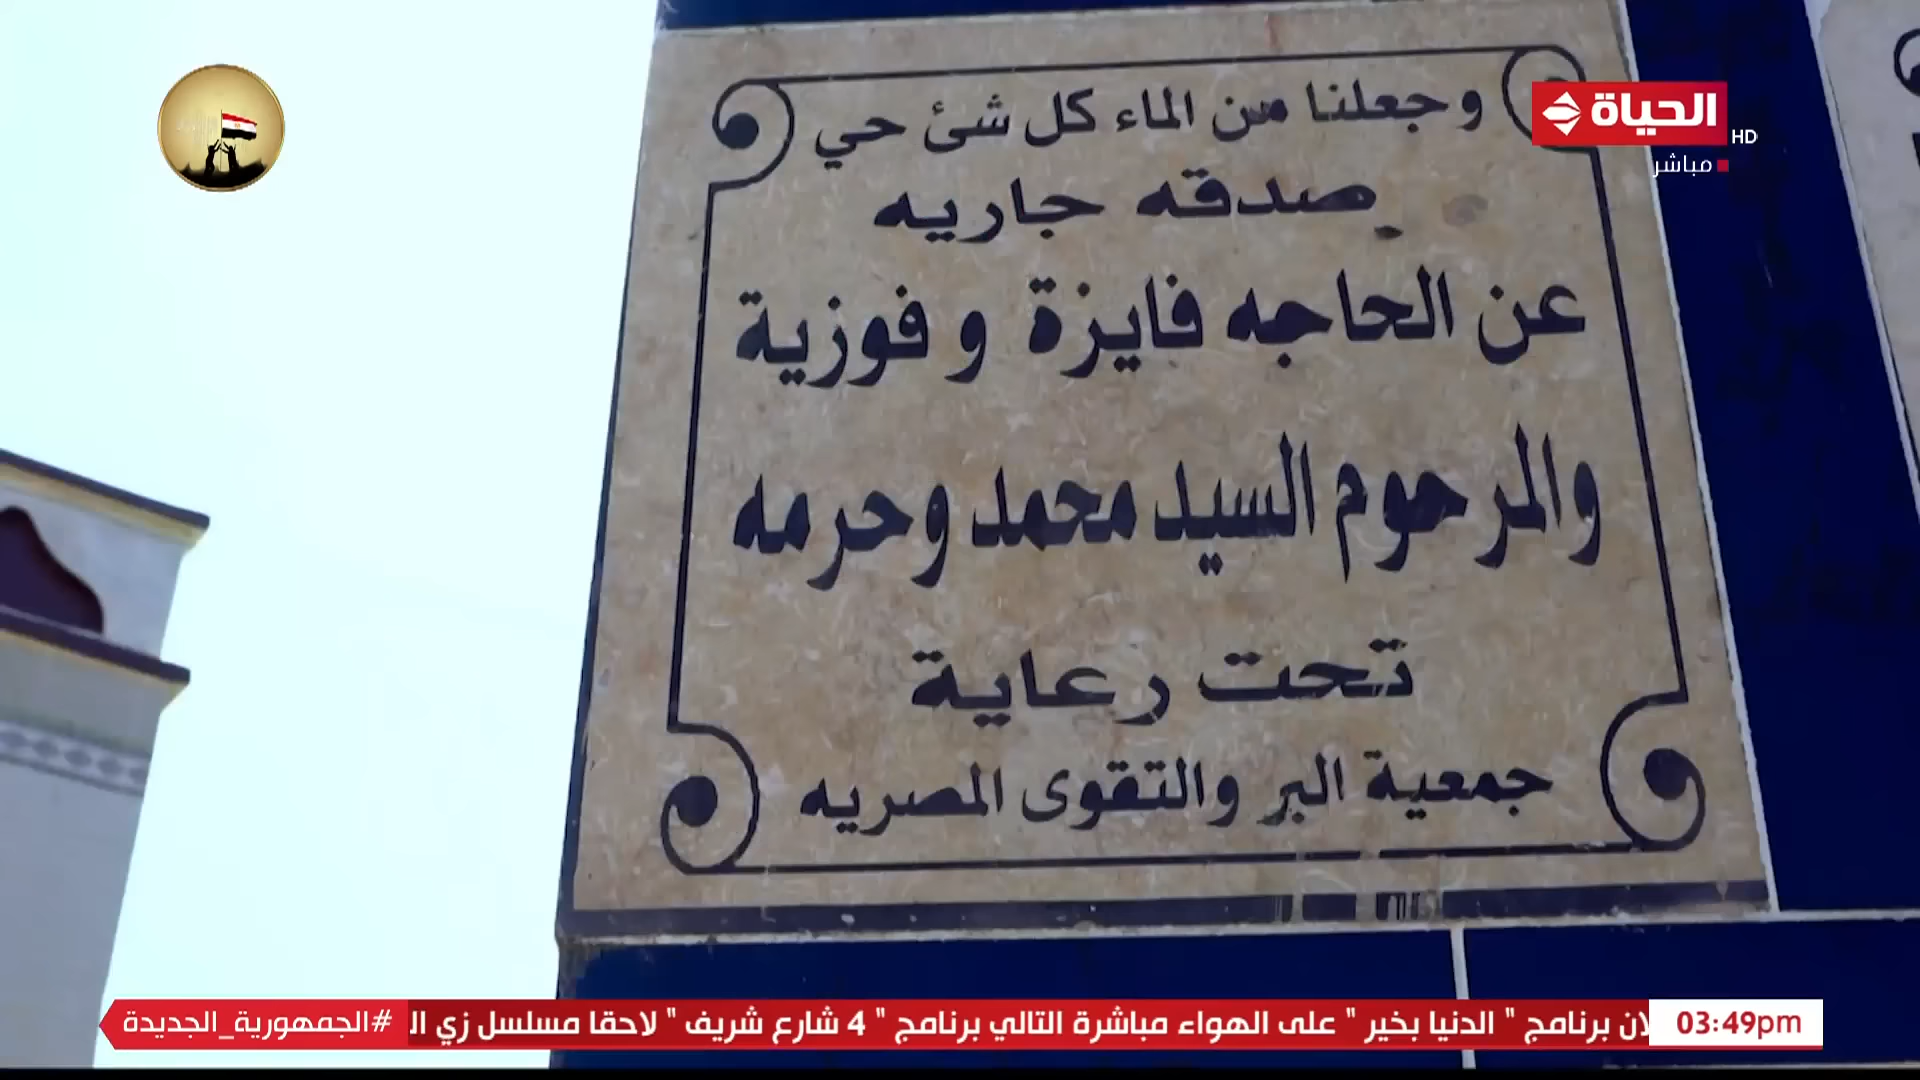 وجعلنا من الماء كل شئ حي
صدقه جاريه
عن الحاجه فايزة و فوزية
والمرحوم السيد محمد وحرمه
تحت رعاية
جمعية البر والتقوى المصريه
الحياة
HD
مباشر
03:49pm
لان برنامج " الدنيا بخير " على الهواء مباشرة التالي برنامج " 4 شارع شريف " لاحقا مسلسل زي ال
#الجمهورية_الجديدة